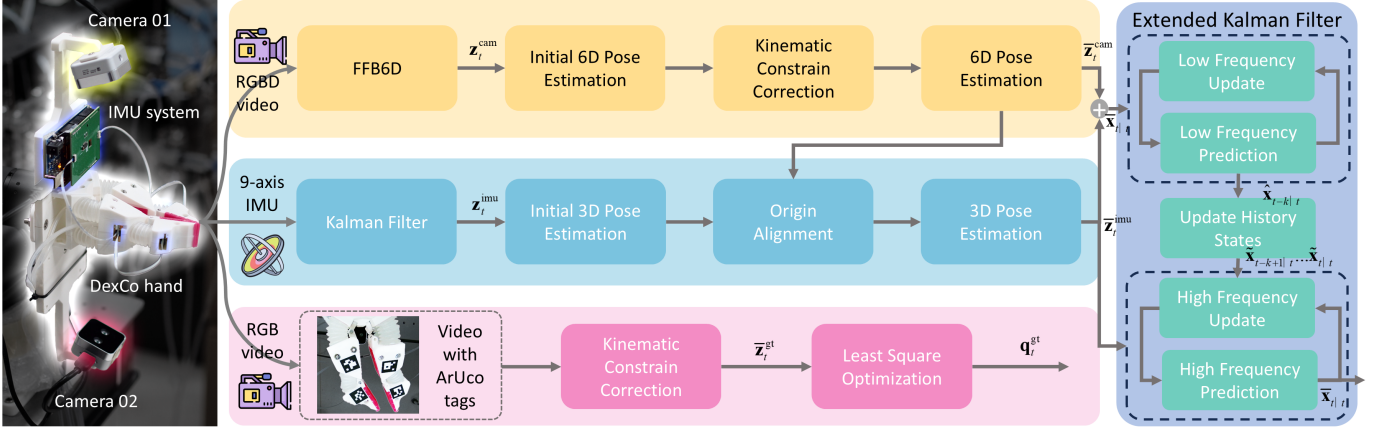 Camera 01
IMU system
DexCo hand
Camera 02
RGBD
video
FFB6D
z_t^cam
Initial 6D Pose
Estimation
Kinematic
Constrain
Correction
6D Pose
Estimation
z̅_t^cam
9-axis
IMU
Kalman Filter
z_t^imu
Initial 3D Pose
Estimation
Origin
Alignment
3D Pose
Estimation
z̅_t^imu
RGB
video
Video
with
ArUco
tags
Kinematic
Constrain
Correction
z̅_t^gt
Least Square
Optimization
q_t^gt
Extended Kalman Filter
+
x̅_t|
Low Frequency
Update
Low Frequency
Prediction
x̂_t−k| t
Update History
States
x̃_t−k+1| t ...x̃_t| t
High Frequency
Update
High Frequency
Prediction
x̅_t| t